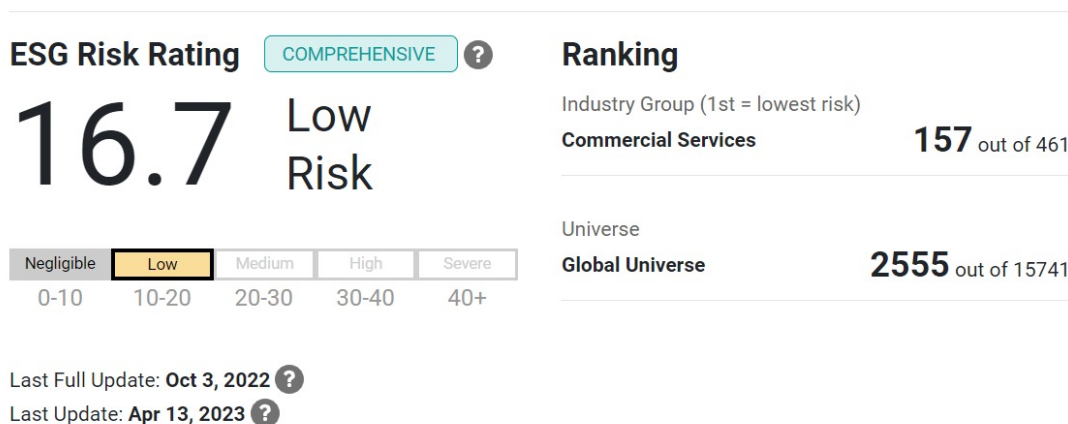 ESG Risk Rating COMPREHENSIVE ?
16.7 Low
Risk
Negligible Low Medium High Severe
0-10 10-20 20-30 30-40 40+
Last Full Update: Oct 3, 2022 ?
Last Update: Apr 13, 2023 ?
Ranking
Industry Group (1st = lowest risk)
Commercial Services 157 out of 461
Universe
Global Universe 2555 out of 15741